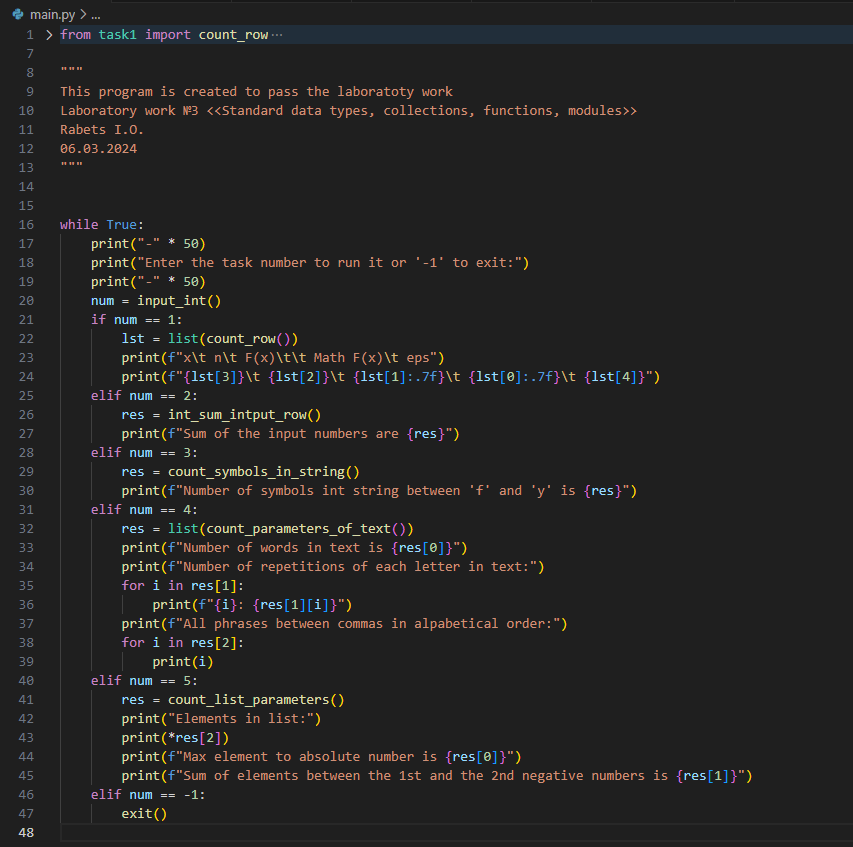 main.py > ...
1 > from task1 import count_row ...
7
8 """
9 This program is created to pass the laboratoty work
10 Laboratory work №3 <<Standard data types, collections, functions, modules>>
11 Rabets I.O.
12 06.03.2024
13 """
14
15
16 while True:
17     print("-" * 50)
18     print("Enter the task number to run it or '-1' to exit:")
19     print("-" * 50)
20     num = input_int()
21     if num == 1:
22         lst = list(count_row())
23         print(f"x\t n\t F(x)\t\t Math F(x)\t eps")
24         print(f"{lst[3]}\t {lst[2]}\t {lst[1]:.7f}\t {lst[0]:.7f}\t {lst[4]}")
25     elif num == 2:
26         res = int_sum_intput_row()
27         print(f"Sum of the input numbers are {res}")
28     elif num == 3:
29         res = count_symbols_in_string()
30         print(f"Number of symbols int string between 'f' and 'y' is {res}")
31     elif num == 4:
32         res = list(count_parameters_of_text())
33         print(f"Number of words in text is {res[0]}")
34         print(f"Number of repetitions of each letter in text:")
35         for i in res[1]:
36             print(f"{i}: {res[1][i]}")
37         print(f"All phrases between commas in alpabetical order:")
38         for i in res[2]:
39             print(i)
40     elif num == 5:
41         res = count_list_parameters()
42         print("Elements in list:")
43         print(*res[2])
44         print(f"Max element to absolute number is {res[0]}")
45         print(f"Sum of elements between the 1st and the 2nd negative numbers is {res[1]}")
46     elif num == -1:
47         exit()
48